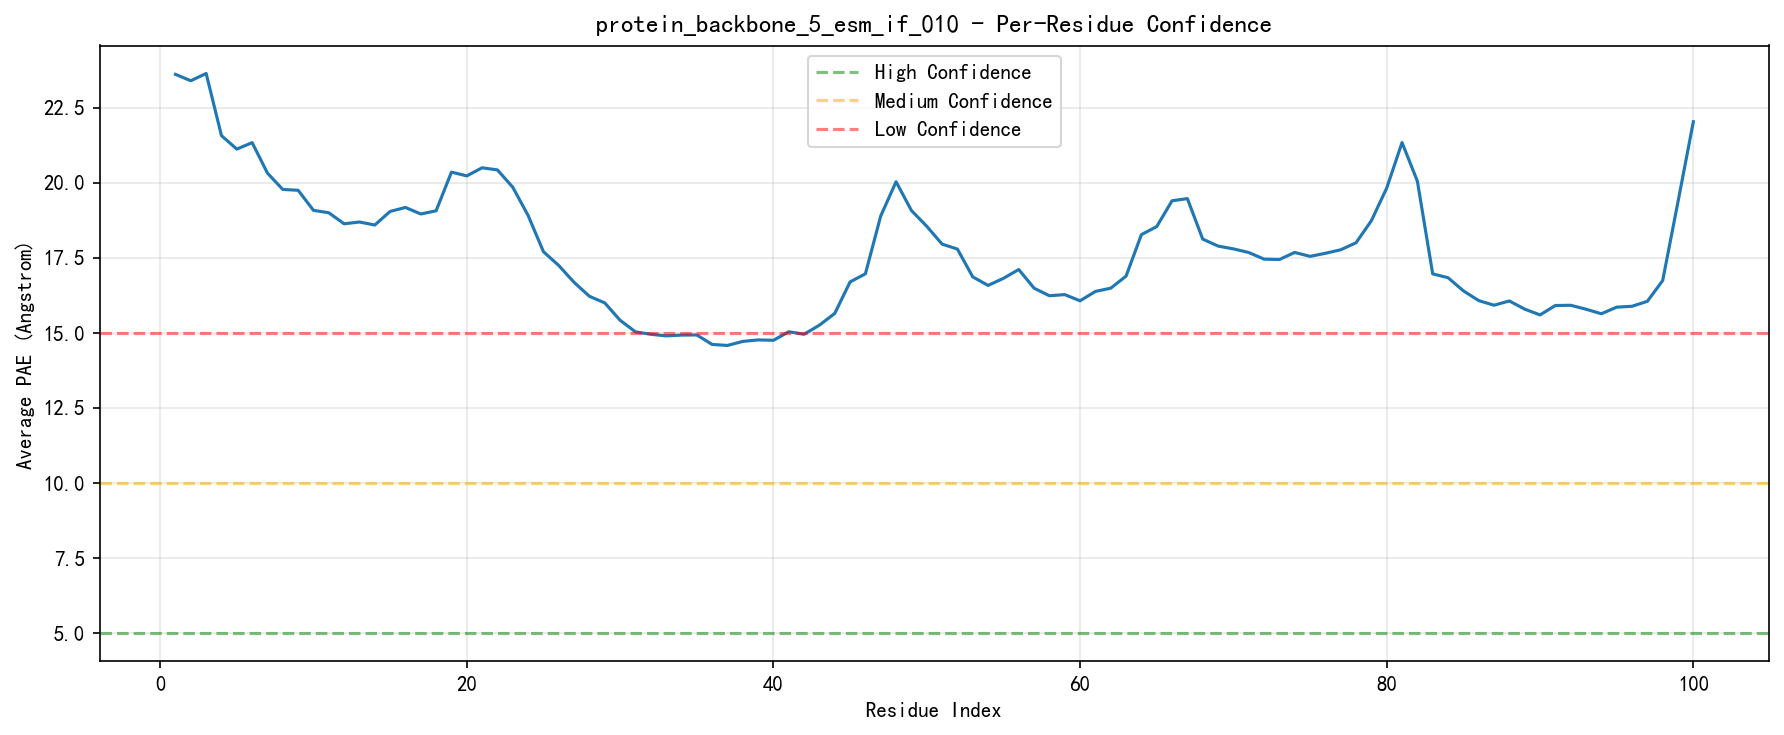 protein_backbone_5_esm_if_010 - Per-Residue Confidence
High Confidence
Medium Confidence
Low Confidence
Average PAE (Angstrom)
22.5
20.0
17.5
15.0
12.5
10.0
7.5
5.0
0 20 40 60 80 100
Residue Index